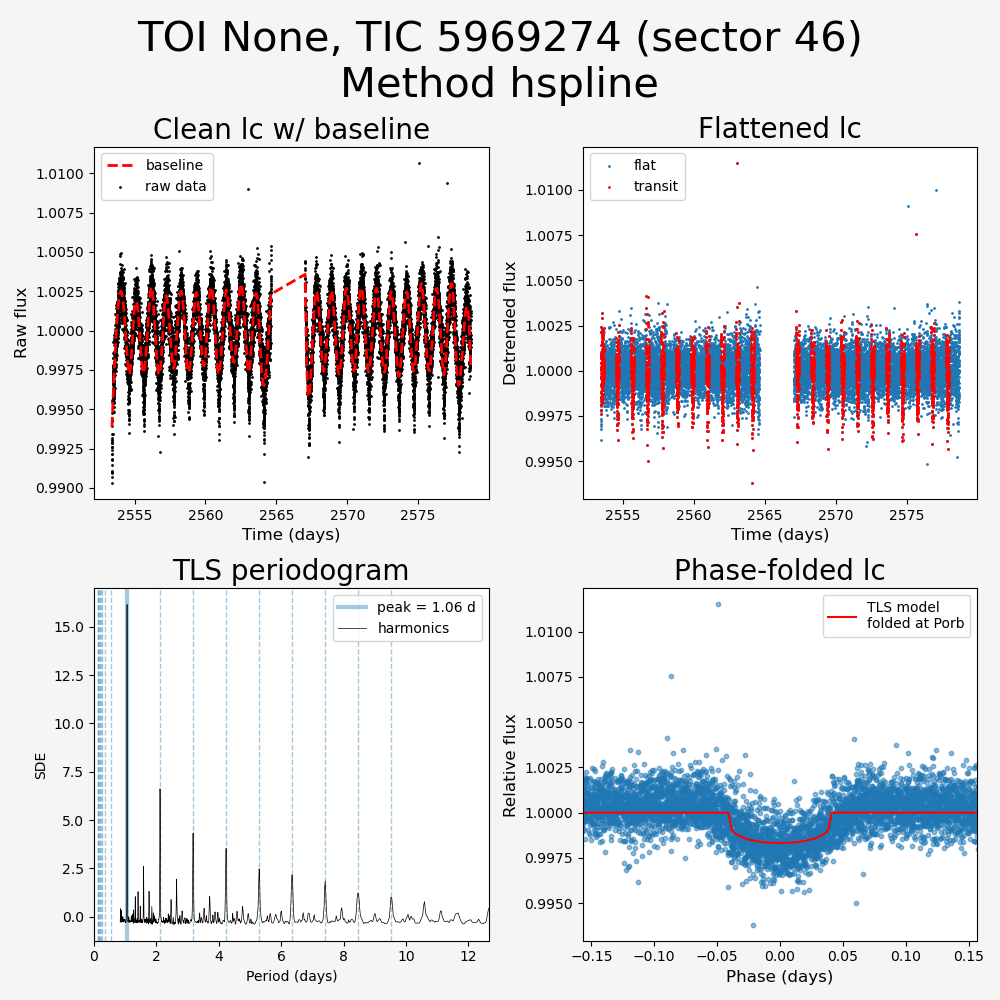 TOI None, TIC 5969274 (sector 46)
Method hspline
Clean lc w/ baseline
baseline
raw data
1.0100
1.0075
1.0050
1.0025
1.0000
0.9975
0.9950
0.9925
0.9900
Raw flux
2555
2560
2565
2570
2575
Time (days)
Flattened lc
flat
transit
1.0100
1.0075
1.0050
1.0025
1.0000
0.9975
0.9950
Detrended flux
2555
2560
2565
2570
2575
Time (days)
TLS periodogram
peak = 1.06 d
harmonics
15.0
12.5
10.0
7.5
5.0
2.5
0.0
SDE
0
2
4
6
8
10
12
Period (days)
Phase-folded lc
TLS model
folded at Porb
1.0100
1.0075
1.0050
1.0025
1.0000
0.9975
0.9950
Relative flux
−0.15
−0.10
−0.05
0.00
0.05
0.10
0.15
Phase (days)